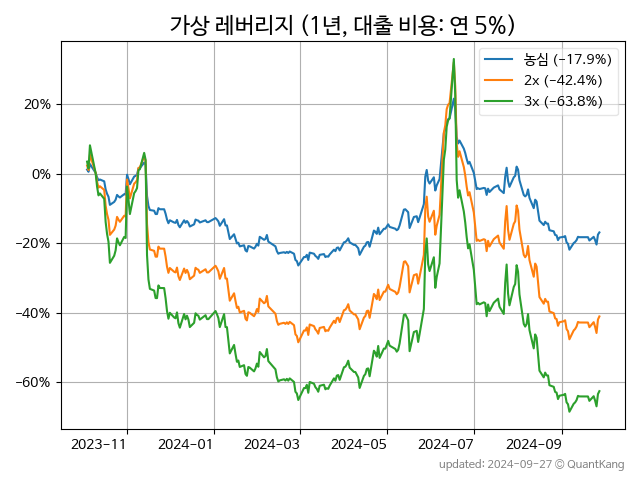 가상 레버리지 (1년, 대출 비용: 연 5%)
농심 (−17.9%)
2x (−42.4%)
3x (−63.8%)
20%
0%
−20%
−40%
−60%
2023-11 2024-01 2024-03 2024-05 2024-07 2024-09
updated: 2024-09-27 © QuantKang